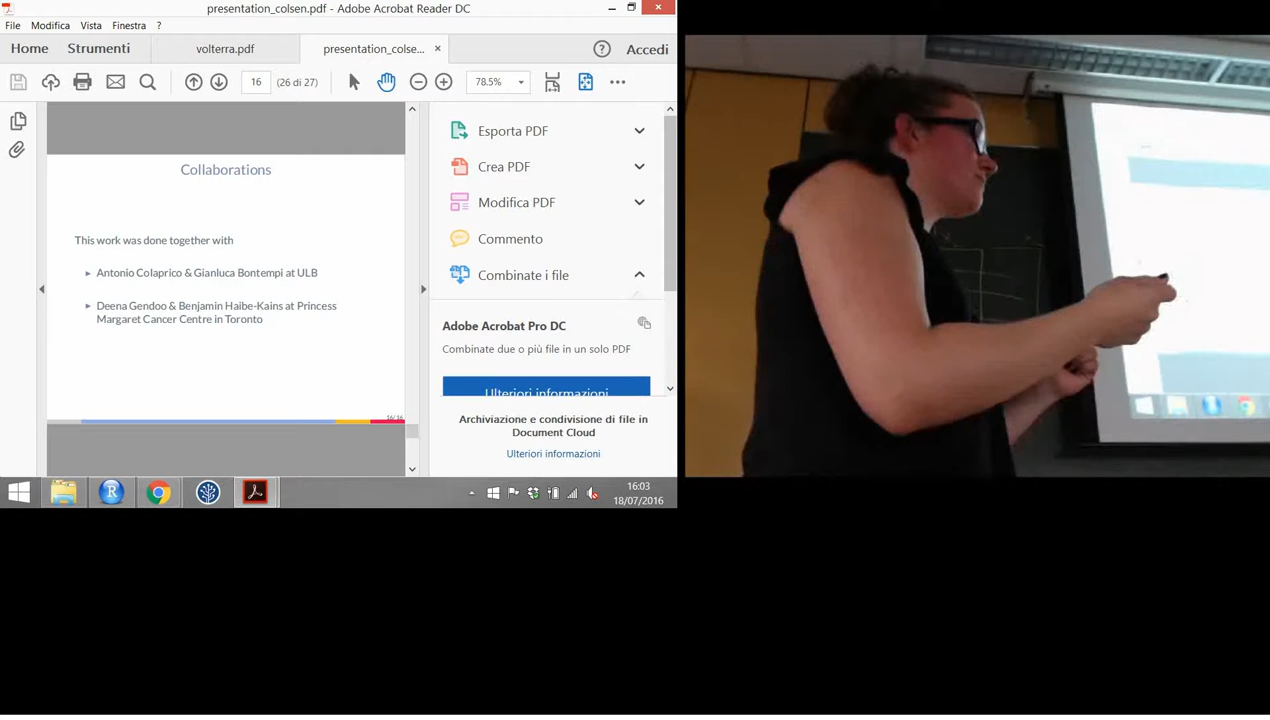 presentation_colsen.pdf - Adobe Acrobat Reader DC
File Modifica Vista Finestra ?
Home Strumenti volterra.pdf presentation_colse... × ? Accedi
16 (26 di 27) 78.5%
Collaborations
This work was done together with
Antonio Colaprico & Gianluca Bontempi at ULB
Deena Gendoo & Benjamin Haibe-Kains at Princess
Margaret Cancer Centre in Toronto
16/16
Esporta PDF
Crea PDF
Modifica PDF
Commento
Combinate i file
Adobe Acrobat Pro DC
Combinate due o più file in un solo PDF
Ulteriori informazioni
Archiviazione e condivisione di file in
Document Cloud
Ulteriori informazioni
16:03
18/07/2016